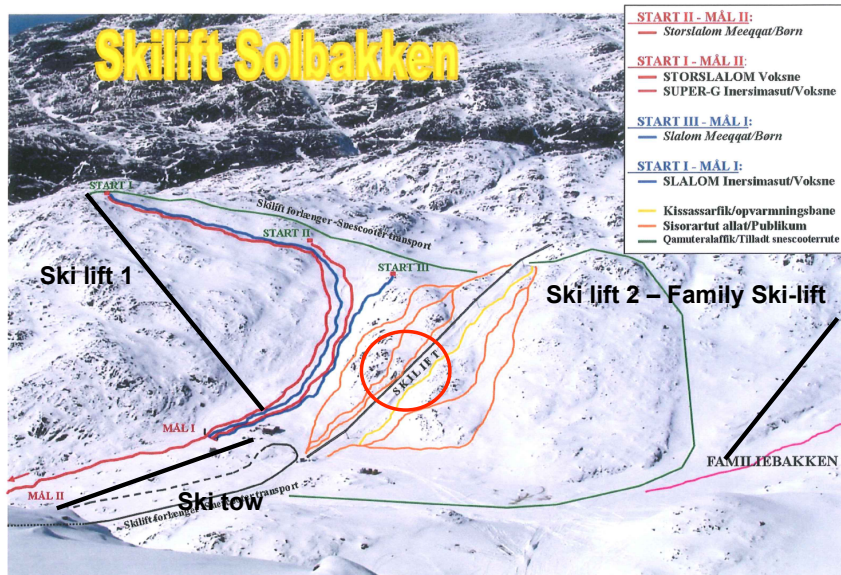 Skilift Solbakken
START II - MÅL II:
Storslalom Meeqqat/Børn
START I - MÅL II:
STORSLALOM Voksne
SUPER-G Inersimasut/Voksne
START III - MÅL I:
Slalom Meeqqat/Børn
START I - MÅL I:
SLALOM Inersimasut/Voksne
Kissassarfik/opvarmningsbane
Sisorartut allat/Publikum
Qamuteralaffik/Tilladt snescooterrute
START I
Skilift forlænger -Snescooter transport
START II
START III
Ski lift 1
Ski lift 2 – Family Ski-lift
SKILIFT
MÅL I
FAMILIEBAKKEN
MÅL II
Ski tow
Skilift forlænger -Snescooter transport